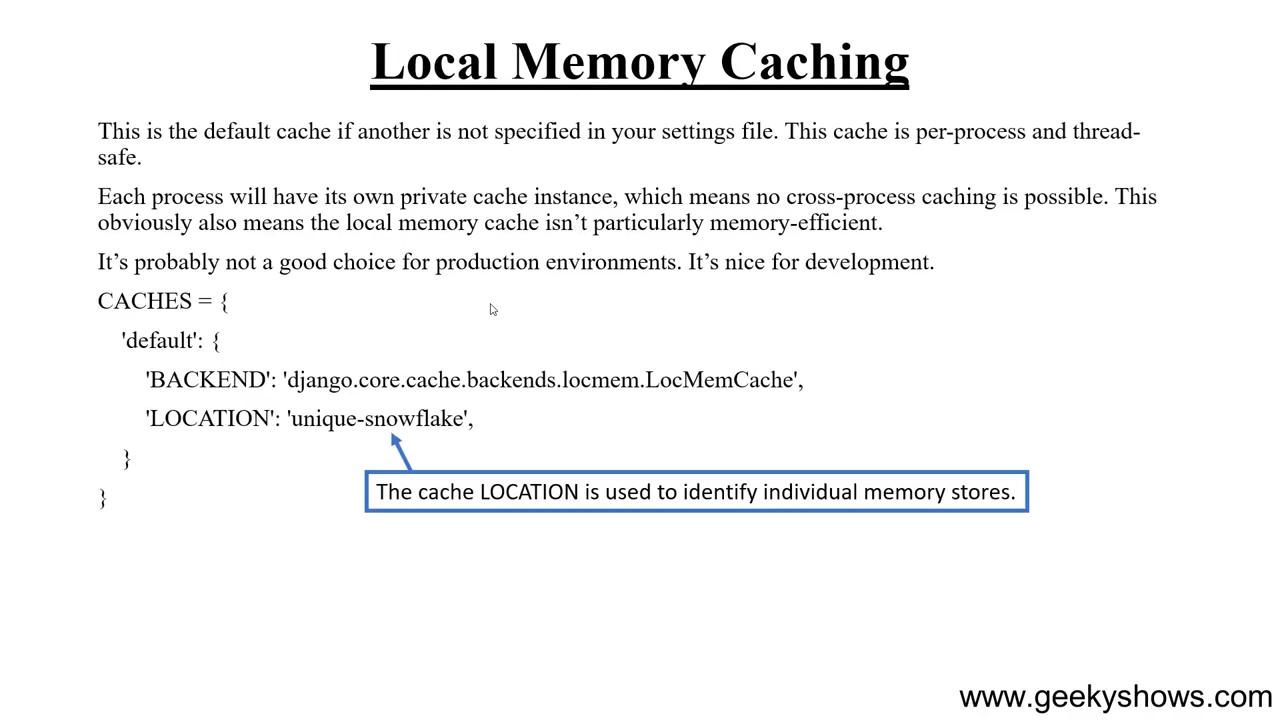 Local Memory Caching
This is the default cache if another is not specified in your settings file. This cache is per-process and thread-
safe.
Each process will have its own private cache instance, which means no cross-process caching is possible. This
obviously also means the local memory cache isn’t particularly memory-efficient.
It’s probably not a good choice for production environments. It’s nice for development.
CACHES = {
'default': {
'BACKEND': 'django.core.cache.backends.locmem.LocMemCache',
'LOCATION': 'unique-snowflake',
}
}
The cache LOCATION is used to identify individual memory stores.
www.geekyshows.com